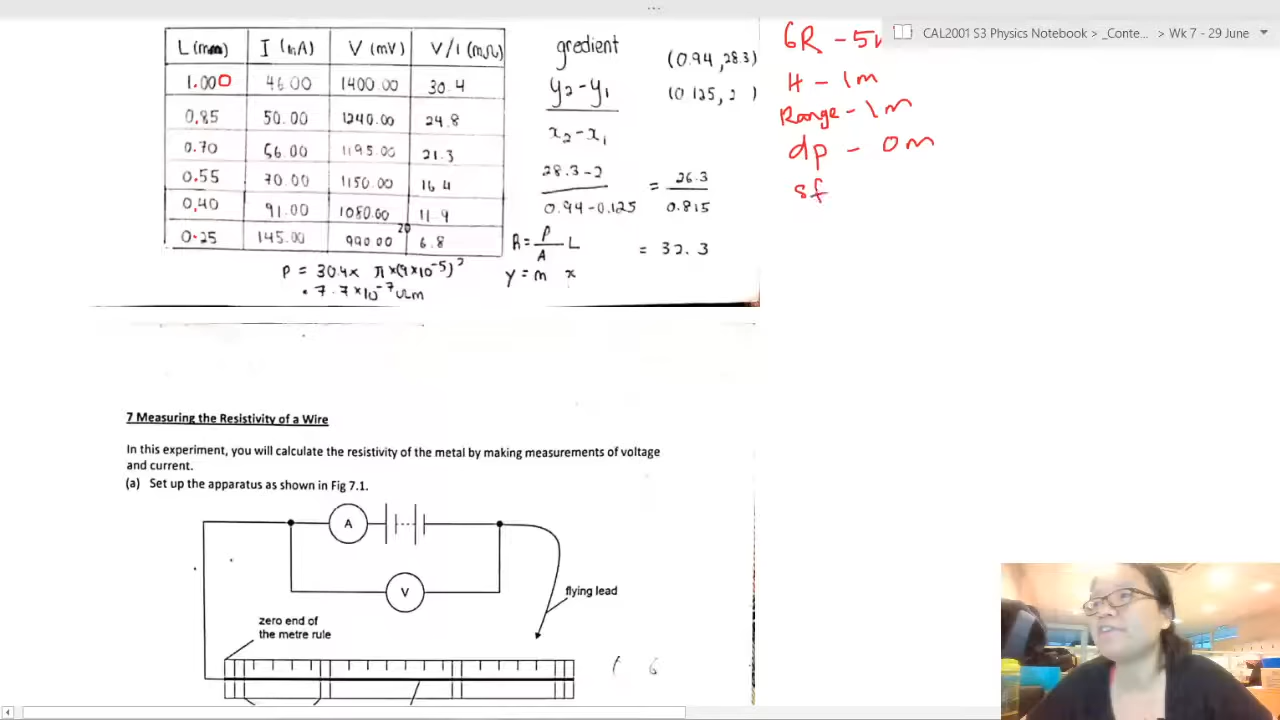 CAL2001 S3 Physics Notebook > _Conte... > Wk 7 - 29 June
L (mm) I (mA) V (mV) V/I (mΩ)
1.000 46.00 1400.00 30.4
0.85 50.00 1240.00 24.8
0.70 56.00 1195.00 21.3
0.55 70.00 1150.00 16.4
0.40 91.00 1080.00 11.9
0.25 145.00 990.00 20 6.8
ρ = 30.4x π×(9×10⁻⁵)²
= 7.7×10⁻⁷ Ωm
gredient
y₂-y₁
x₂-x₁
28.3-2
0.94-0.125
= 26.3
0.815
= 32.3
R = ρ/A L
y = m x
(0.94, 28.3)
(0.125, 2 )
6R - 5
H - 1m
Range - 1m
dp - 0m
sf
7 Measuring the Resistivity of a Wire
In this experiment, you will calculate the resistivity of the metal by making measurements of voltage
and current.
(a) Set up the apparatus as shown in Fig 7.1.
A
V
flying lead
zero end of
the metre rule
( 6